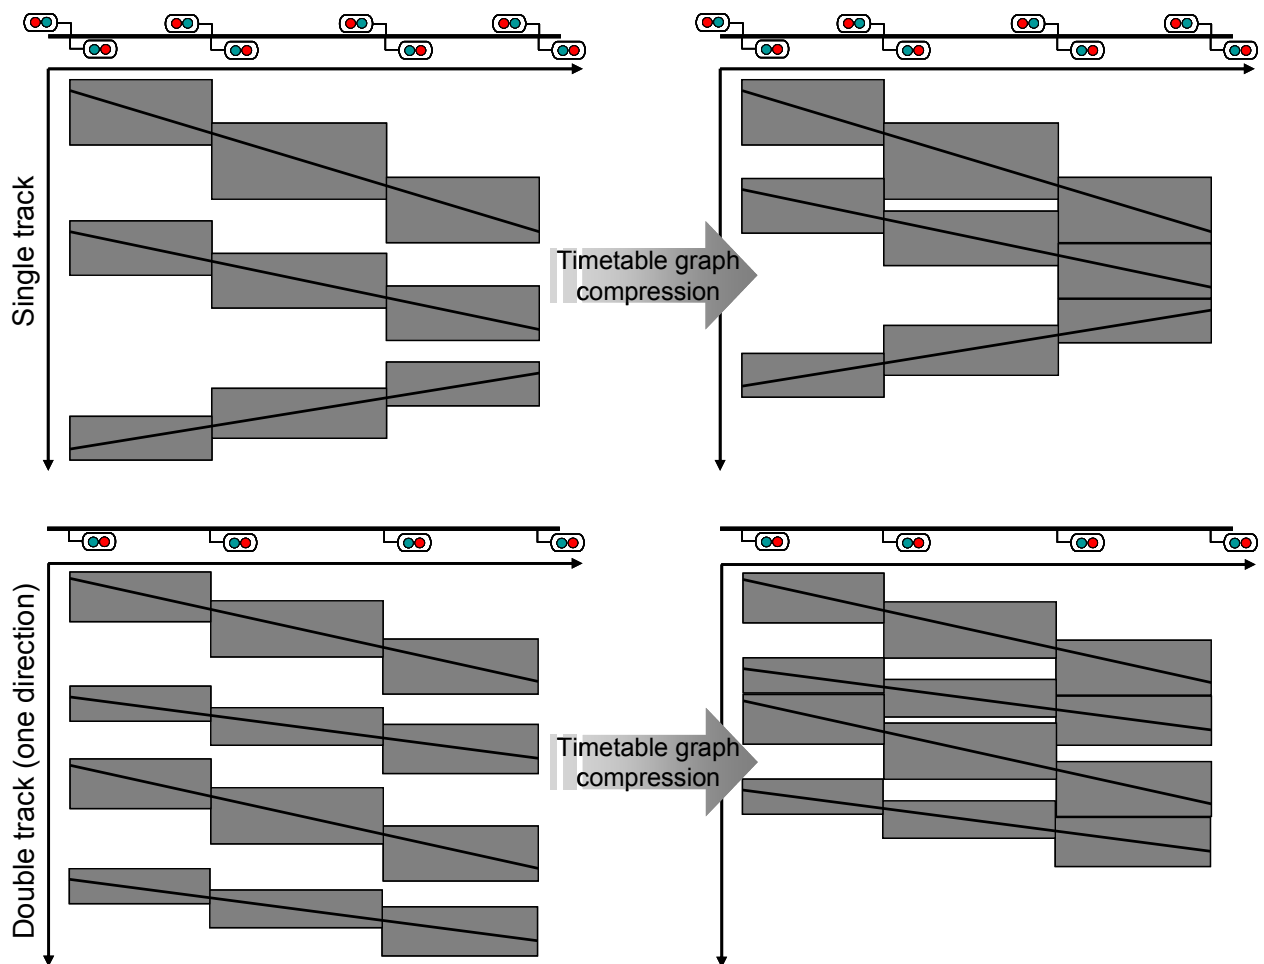 Single track
Timetable graph
compression
Double track (one direction)
Timetable graph
compression